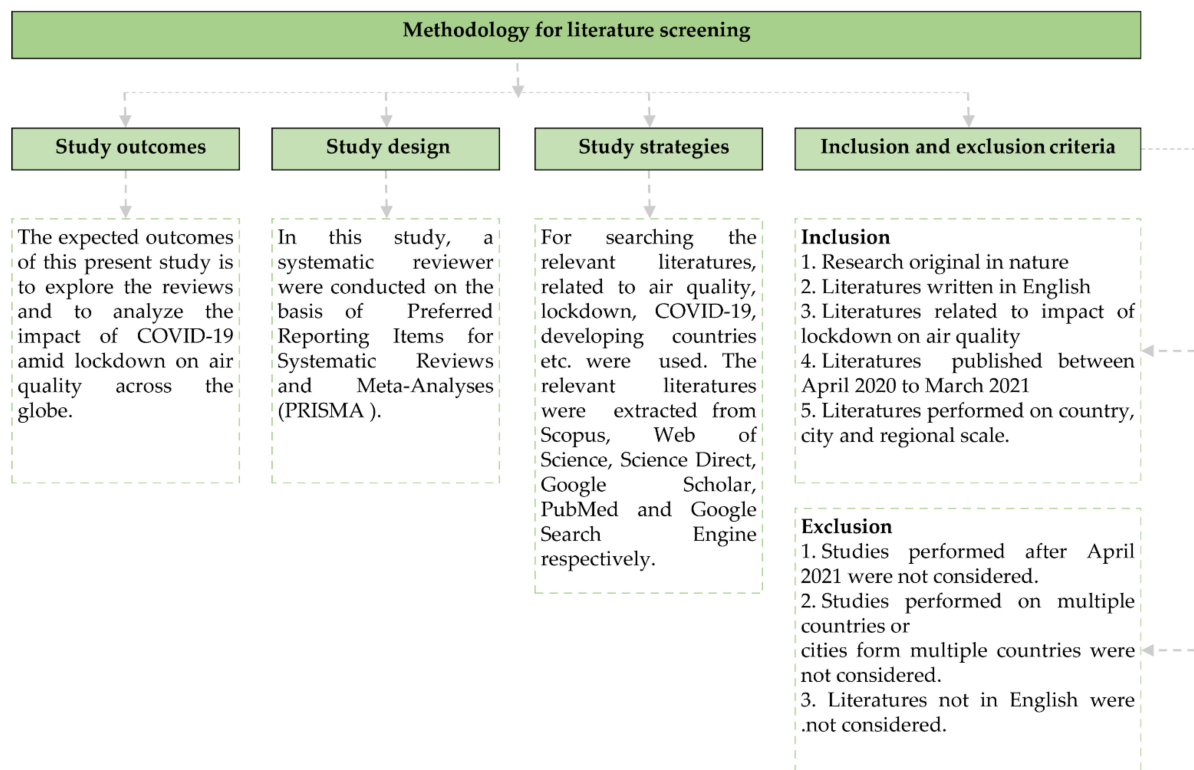 Methodology for literature screening
Study outcomes
Study design
Study strategies
Inclusion and exclusion criteria
The expected outcomes
of this present study is
to explore the reviews
and to analyze the
impact of COVID-19
amid lockdown on air
quality across the
globe.
In this study, a
systematic reviewer
were conducted on the
basis of Preferred
Reporting Items for
Systematic Reviews
and Meta-Analyses
(PRISMA ).
For searching the
relevant literatures,
related to air quality,
lockdown, COVID-19,
developing countries
etc. were used. The
relevant literatures
were extracted from
Scopus, Web of
Science, Science Direct,
Google Scholar,
PubMed and Google
Search Engine
respectively.
Inclusion
1. Research original in nature
2. Literatures written in English
3. Literatures related to impact of
lockdown on air quality
4. Literatures published between
April 2020 to March 2021
5. Literatures performed on country,
city and regional scale.
Exclusion
1. Studies performed after April
2021 were not considered.
2. Studies performed on multiple
countries or
cities form multiple countries were
not considered.
3. Literatures not in English were
.not considered.